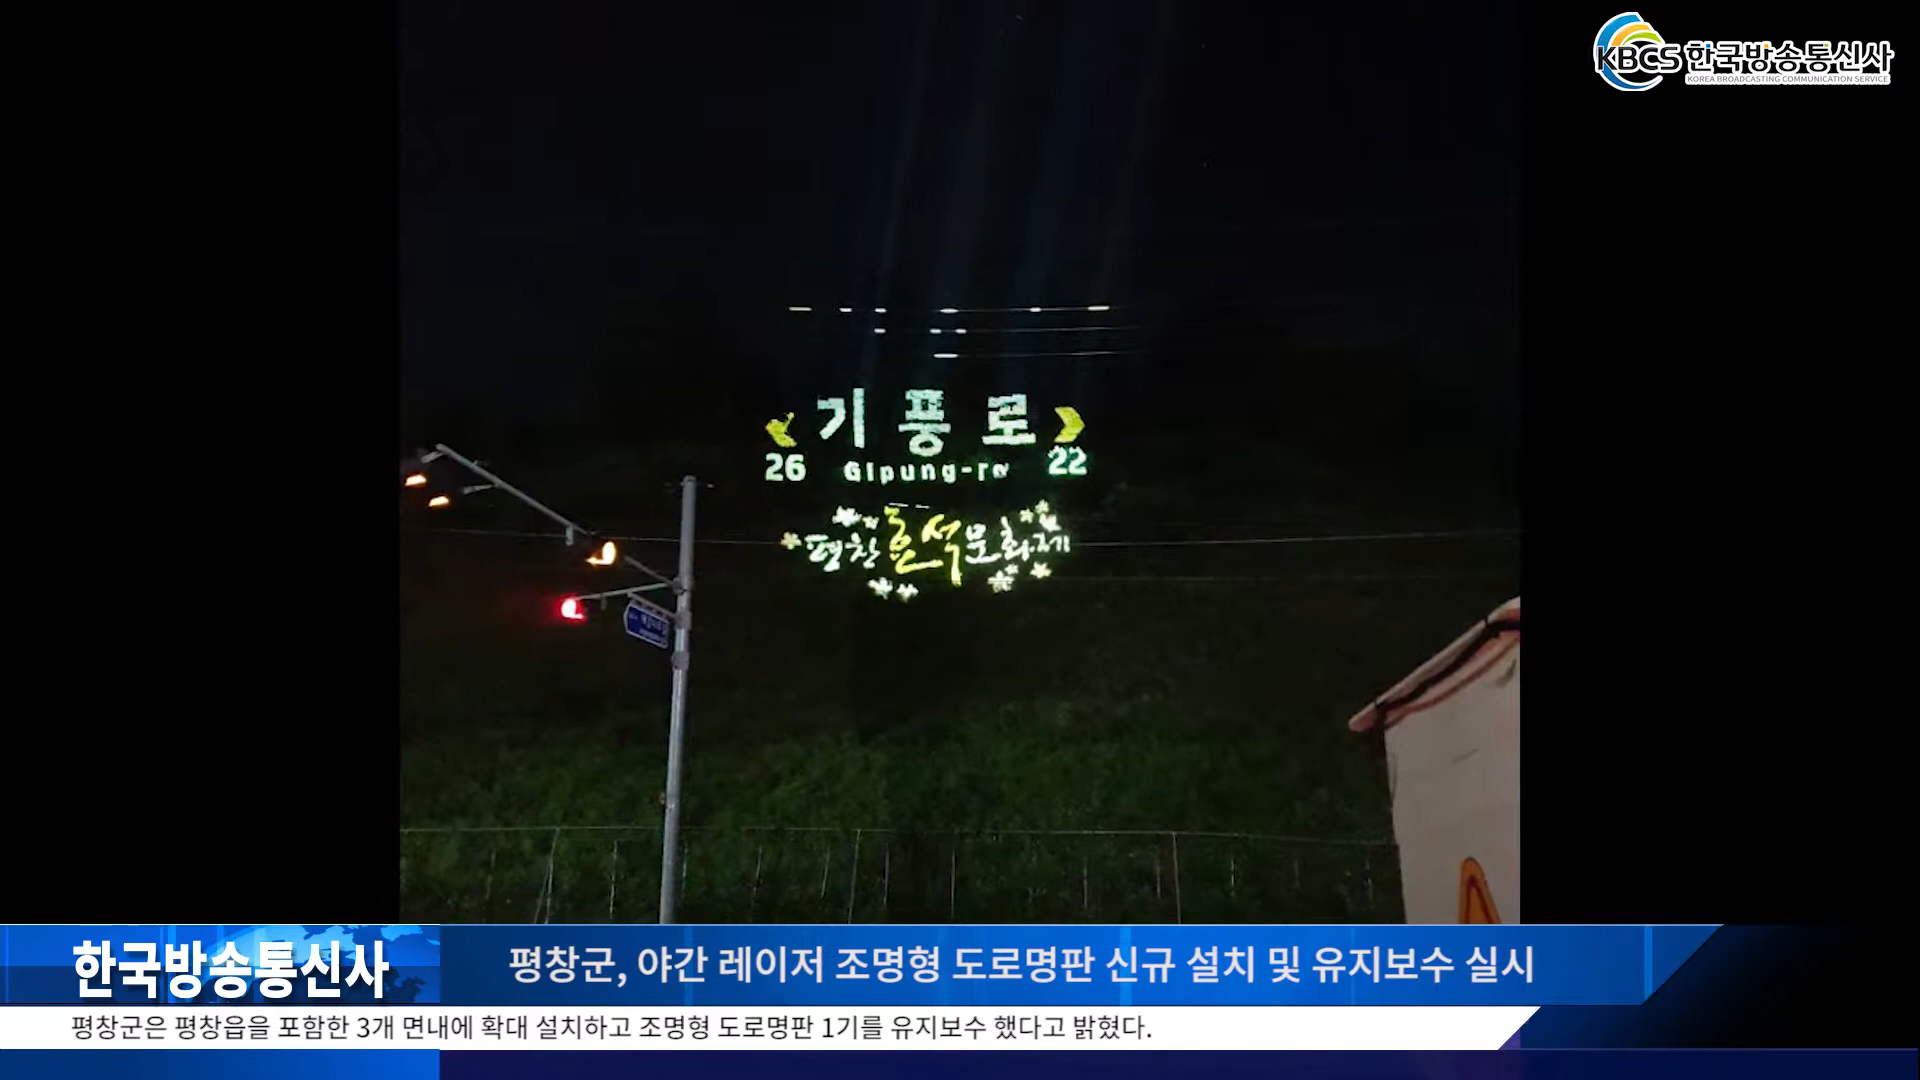 KBCS 한국방송통신사
KOREA BROADCASTING COMMUNICATION SERVICE
기풍로
26 Gipung-ro 22
평창효석문화제
한국방송통신사
평창군, 야간 레이저 조명형 도로명판 신규 설치 및 유지보수 실시
평창군은 평창읍을 포함한 3개 면내에 확대 설치하고 조명형 도로명판 1기를 유지보수 했다고 밝혔다.